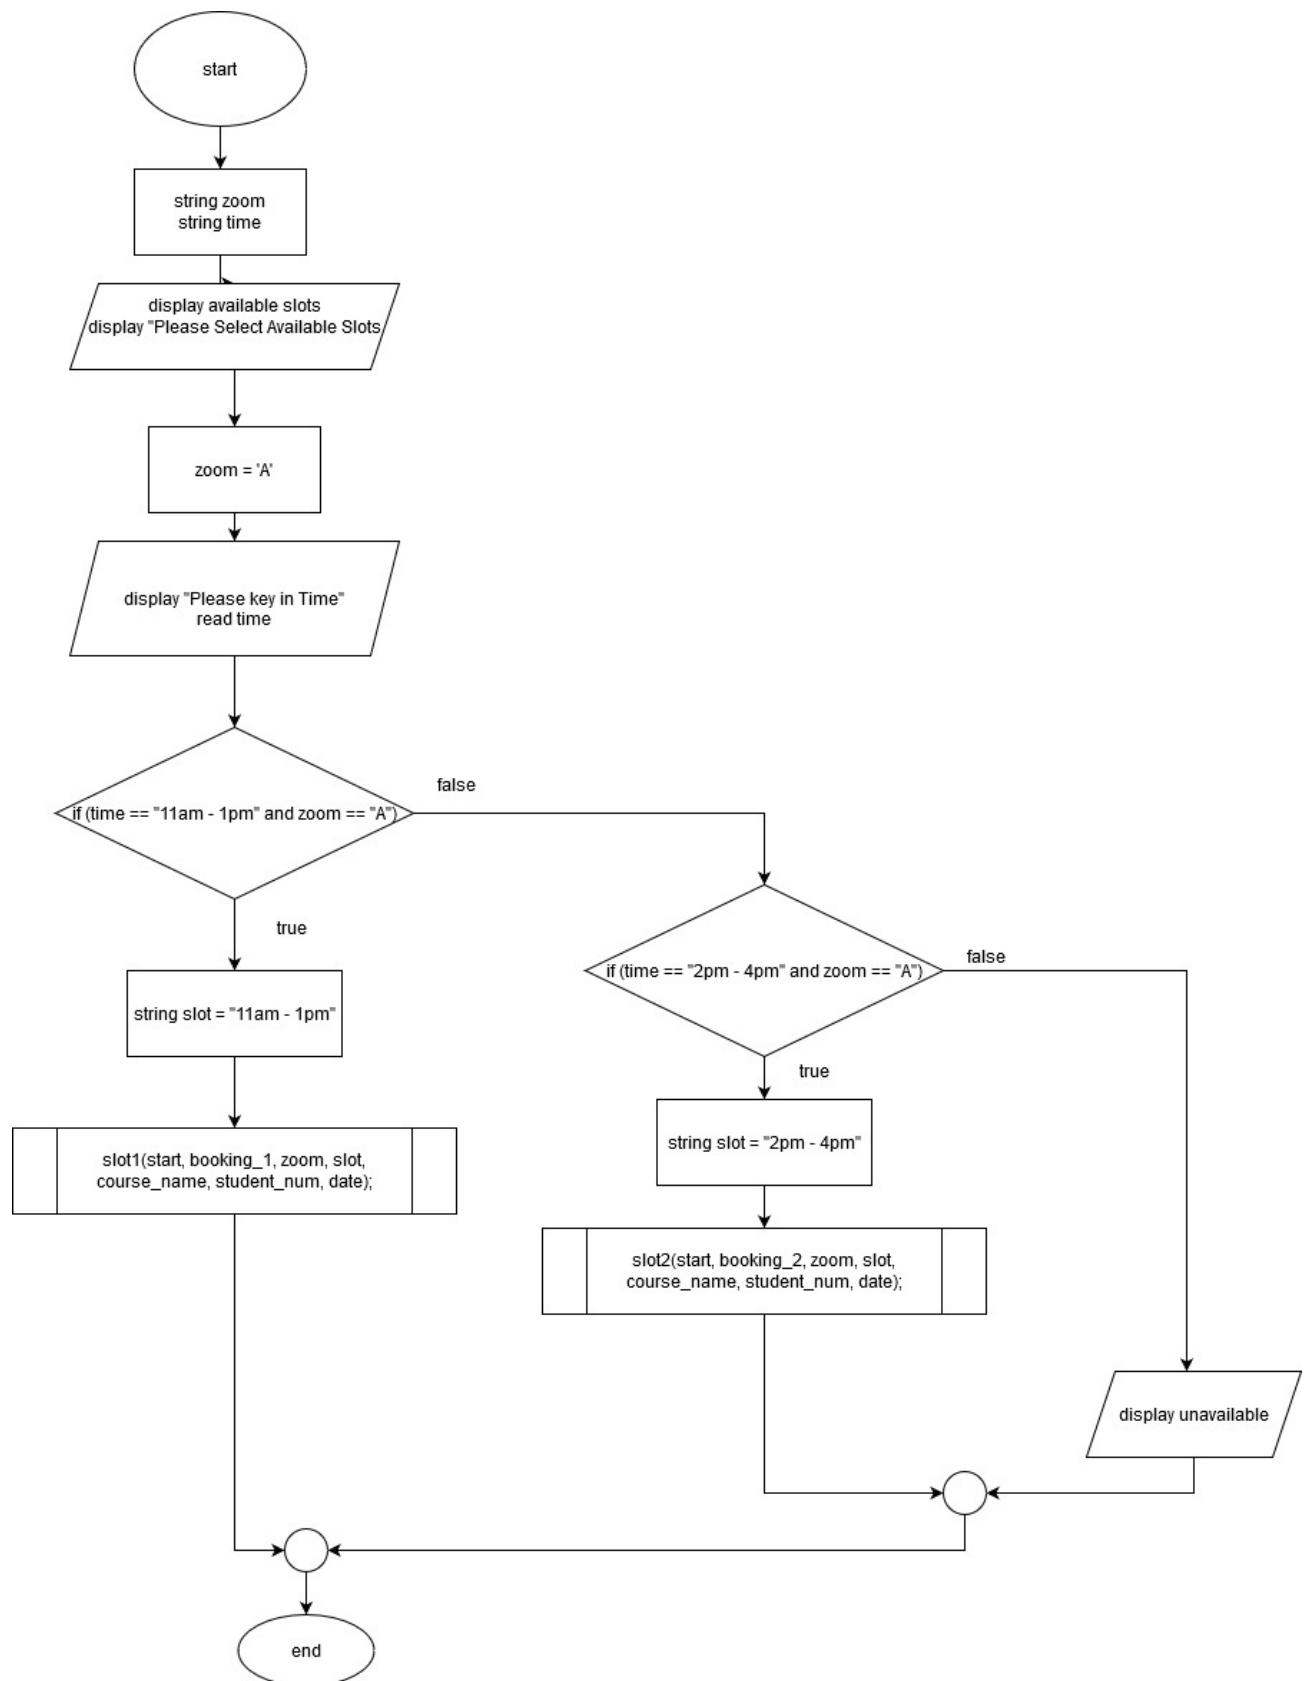 start
string zoom
string time
display available slots
display "Please Select Available Slots
zoom = 'A'
display "Please key in Time"
read time
if (time == "11am - 1pm" and zoom == "A")
false
true
string slot = "11am - 1pm"
slot1(start, booking_1, zoom, slot,
course_name, student_num, date);
if (time == "2pm - 4pm" and zoom == "A")
false
true
string slot = "2pm - 4pm"
slot2(start, booking_2, zoom, slot,
course_name, student_num, date);
display unavailable
end